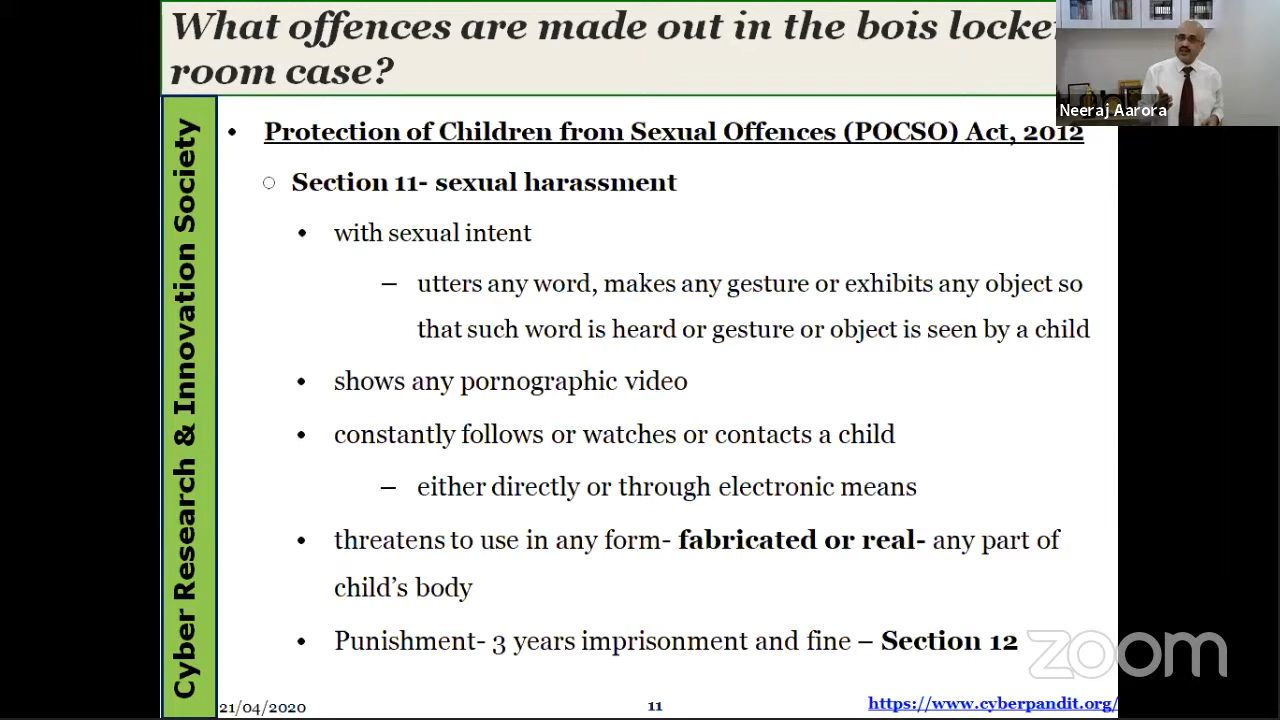 What offences are made out in the bois locker
room case?
Neeraj Aarora
Cyber Research & Innovation Society
• Protection of Children from Sexual Offences (POCSO) Act, 2012
○ Section 11- sexual harassment
• with sexual intent
– utters any word, makes any gesture or exhibits any object so
that such word is heard or gesture or object is seen by a child
• shows any pornographic video
• constantly follows or watches or contacts a child
– either directly or through electronic means
• threatens to use in any form- fabricated or real- any part of
child's body
• Punishment- 3 years imprisonment and fine – Section 12
zoom
21/04/2020
11
https://www.cyberpandit.org/